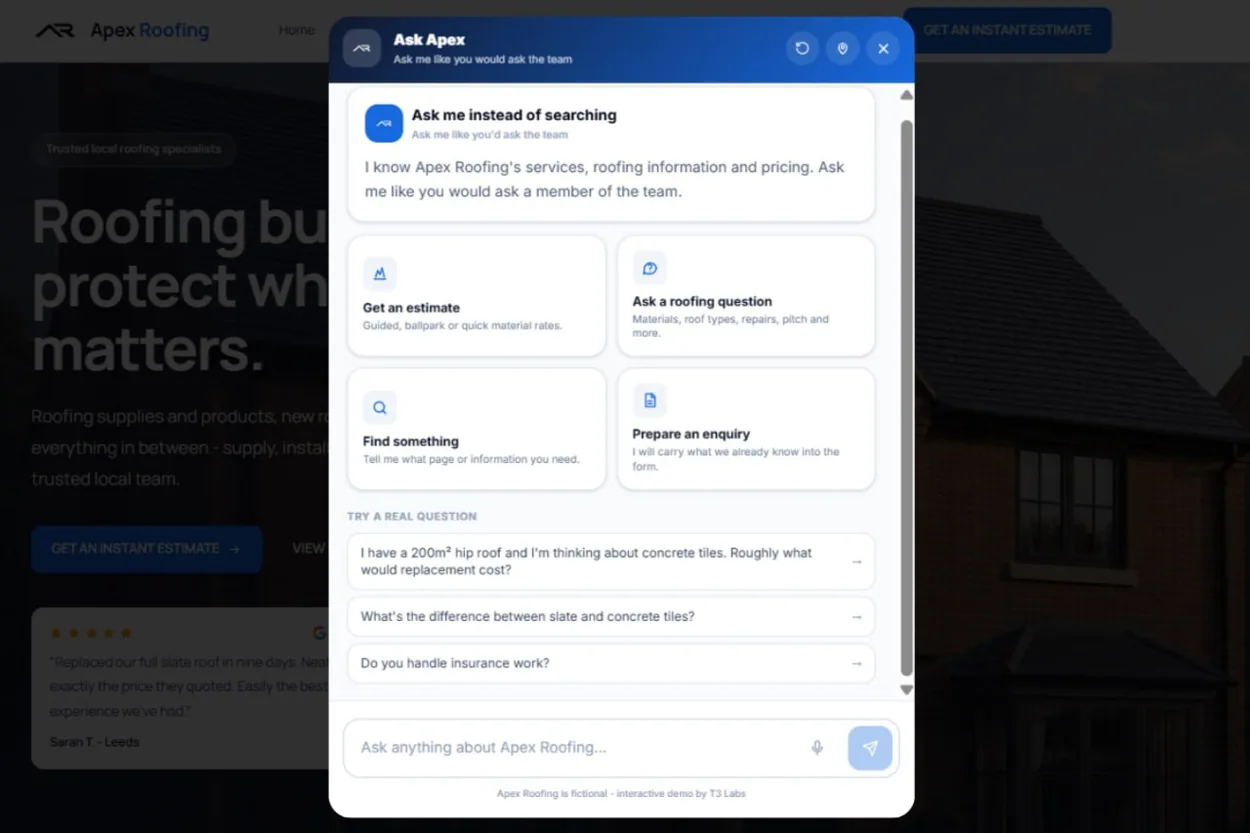 Apex Roofing
Home
GET AN INSTANT ESTIMATE
Trusted local roofing specialists
Roofing bu
protect wh
matters.
Roofing supplies and products, new r
everything in between - supply, instal
trusted local team.
GET AN INSTANT ESTIMATE →
VIEW
"Replaced our full slate roof in nine days. Neat
exactly the price they quoted. Easily the best
experience we've had."
Sarah T. - Leeds
Ask Apex
Ask me like you would ask the team
Ask me instead of searching
Ask me like you'd ask the team
I know Apex Roofing's services, roofing information and pricing. Ask
me like you would ask a member of the team.
Get an estimate
Guided, ballpark or quick material rates.
Ask a roofing question
Materials, roof types, repairs, pitch and
more.
Find something
Tell me what page or information you need.
Prepare an enquiry
I will carry what we already know into the
form.
TRY A REAL QUESTION
I have a 200m² hip roof and I'm thinking about concrete tiles. Roughly what
would replacement cost?
→
What's the difference between slate and concrete tiles?
→
Do you handle insurance work?
→
Ask anything about Apex Roofing...
Apex Roofing is fictional - interactive demo by T3 Labs